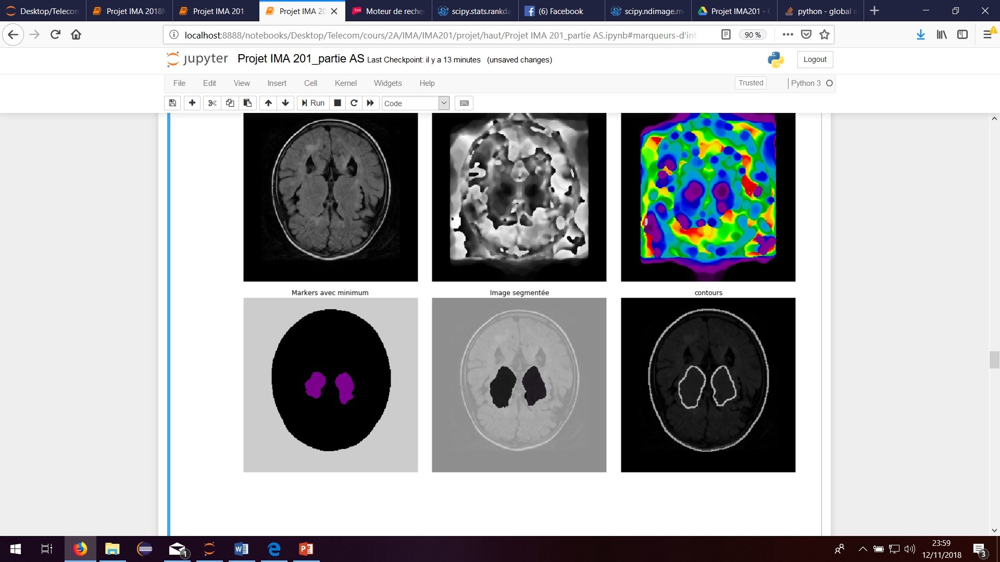 Desktop/Telecom
Projet IMA 2018
Projet IMA 201
Projet IMA 20
Moteur de reche
scipy.stats.rankda
(6) Facebook
scipy.ndimage.m
Projet IMA201 -
python - global
localhost:8888/notebooks/Desktop/Telecom/cours/2A/IMA/IMA201/projet/haut/Projet IMA 201_partie AS.ipynb#marqueurs-d'int
90 %
jupyter Projet IMA 201_partie AS Last Checkpoint: il y a 13 minutes (unsaved changes)
Logout
File Edit View Insert Cell Kernel Widgets Help
Trusted
Python 3
Run
Code
Markers avec minimum
Image segmentée
contours
1
23:59
12/11/2018
3